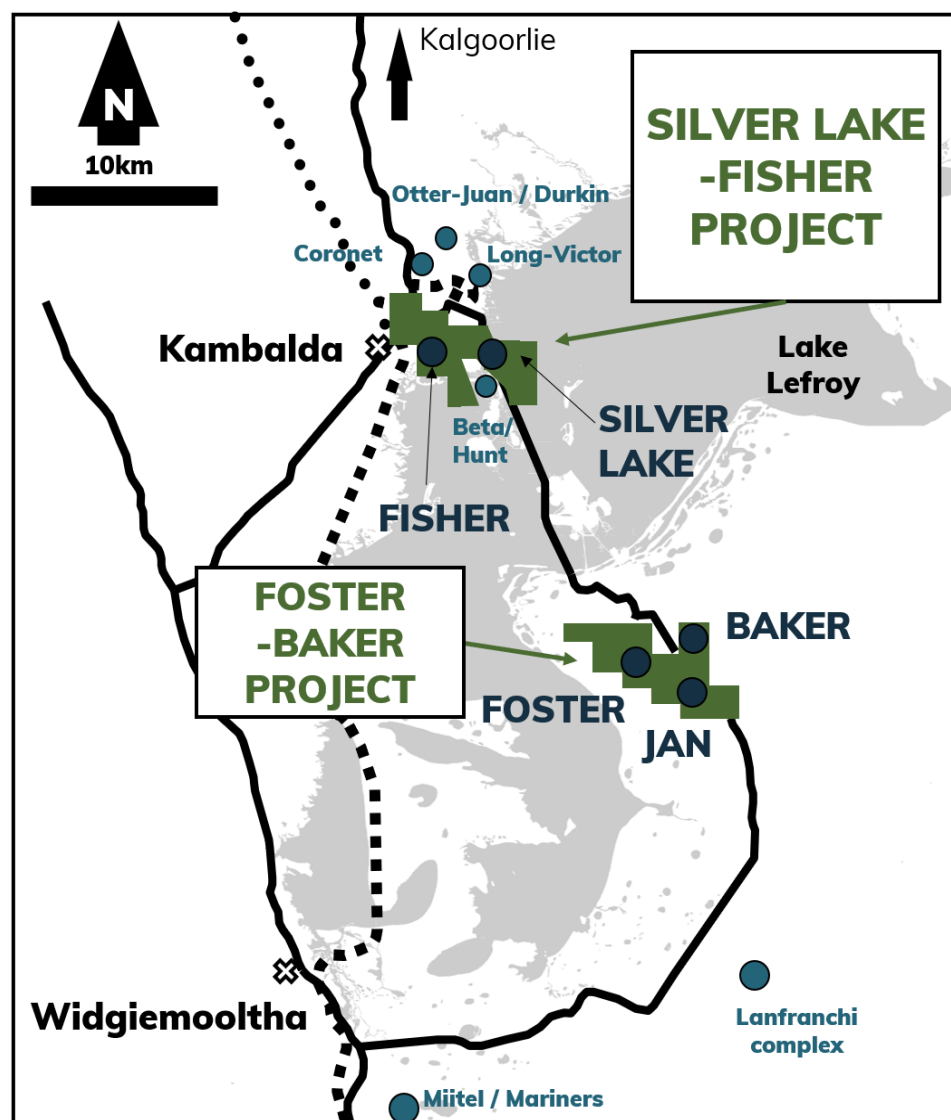 Kalgoorlie
N
10km
SILVER LAKE
-FISHER
PROJECT
Otter-Juan / Durkin
Coronet
Long-Victor
Kambalda
Lake
Lefroy
Beta/
Hunt
SILVER
LAKE
FISHER
FOSTER
-BAKER
PROJECT
BAKER
FOSTER
JAN
Widgiemooltha
Lanfranchi
complex
Miitel / Mariners